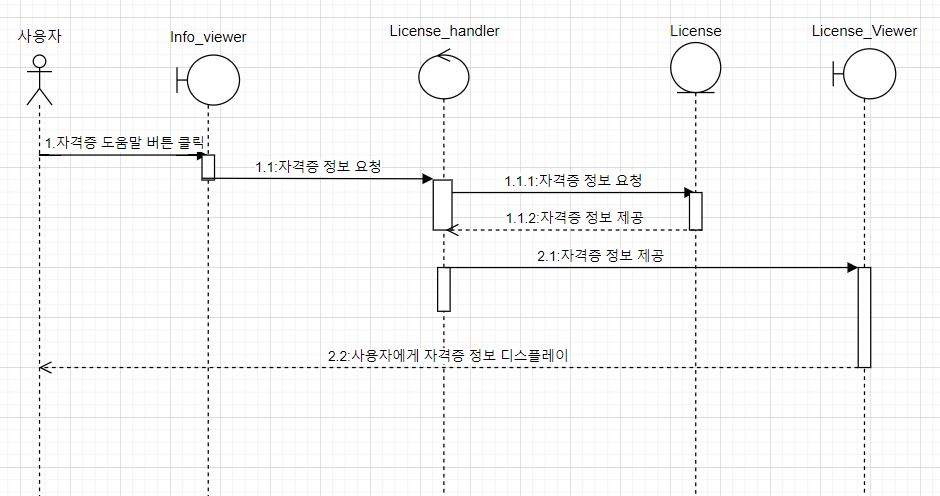 사용자
Info_viewer
License_handler
License
License_Viewer
1.자격증 도움말 버튼 클릭
1.1:자격증 정보 요청
1.1.1:자격증 정보 요청
1.1.2:자격증 정보 제공
2.1:자격증 정보 제공
2.2:사용자에게 자격증 정보 디스플레이